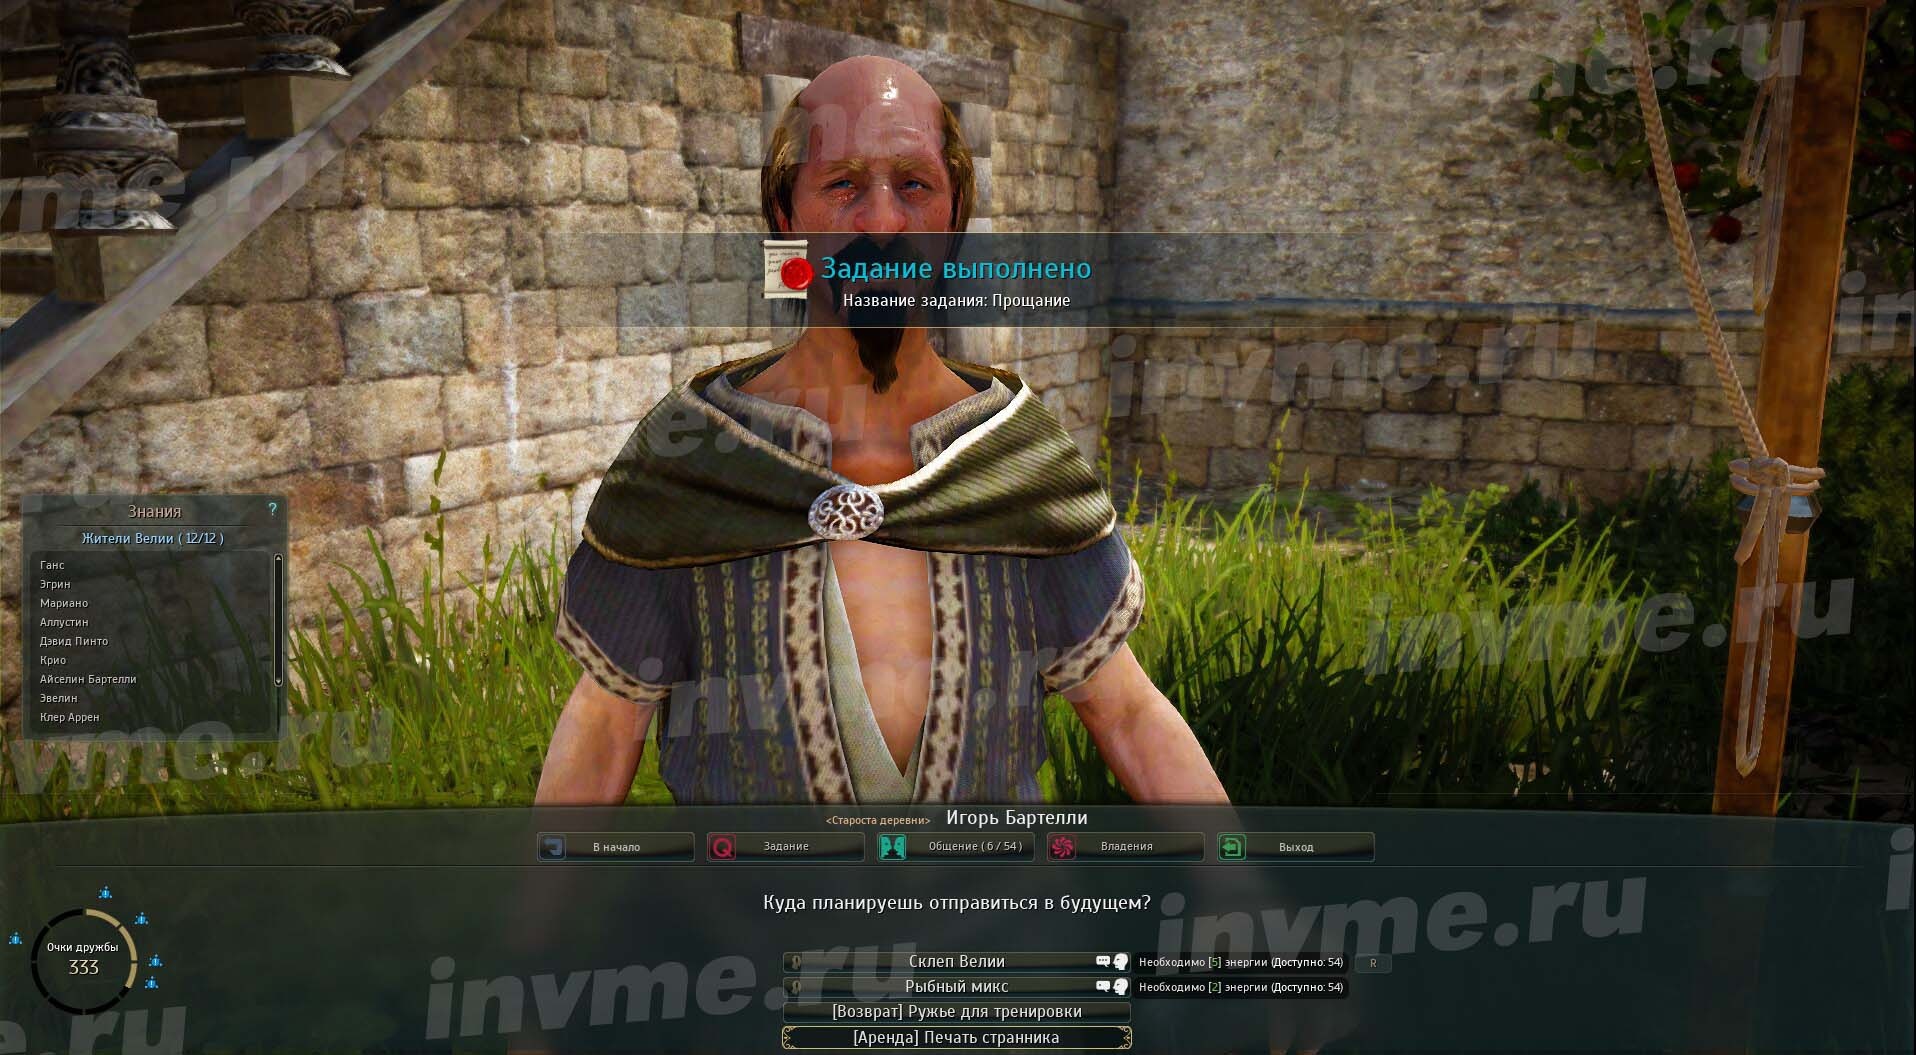 Задание выполнено
Название задания: Прощание
Знания
?
Жители Велии ( 12/12 )
Ганс
Эгрин
Мариано
Аллустин
Дэвид Пинто
Крио
Айселин Бартелли
Эвелин
Клер Аррен
<Староста деревни> Игорь Бартелли
В начало
Q Задание
Общение ( 6 / 54 )
Владения
Выход
Куда планируешь отправиться в будущем?
Очки дружбы
333
Склеп Велии Необходимо [5] энергии (Доступно: 54) R
Рыбный микс Необходимо [2] энергии (Доступно: 54)
[Возврат] Ружье для тренировки
[Аренда] Печать странника
invme.ru
invme.ru
invme.ru
invme.ru
invme.ru